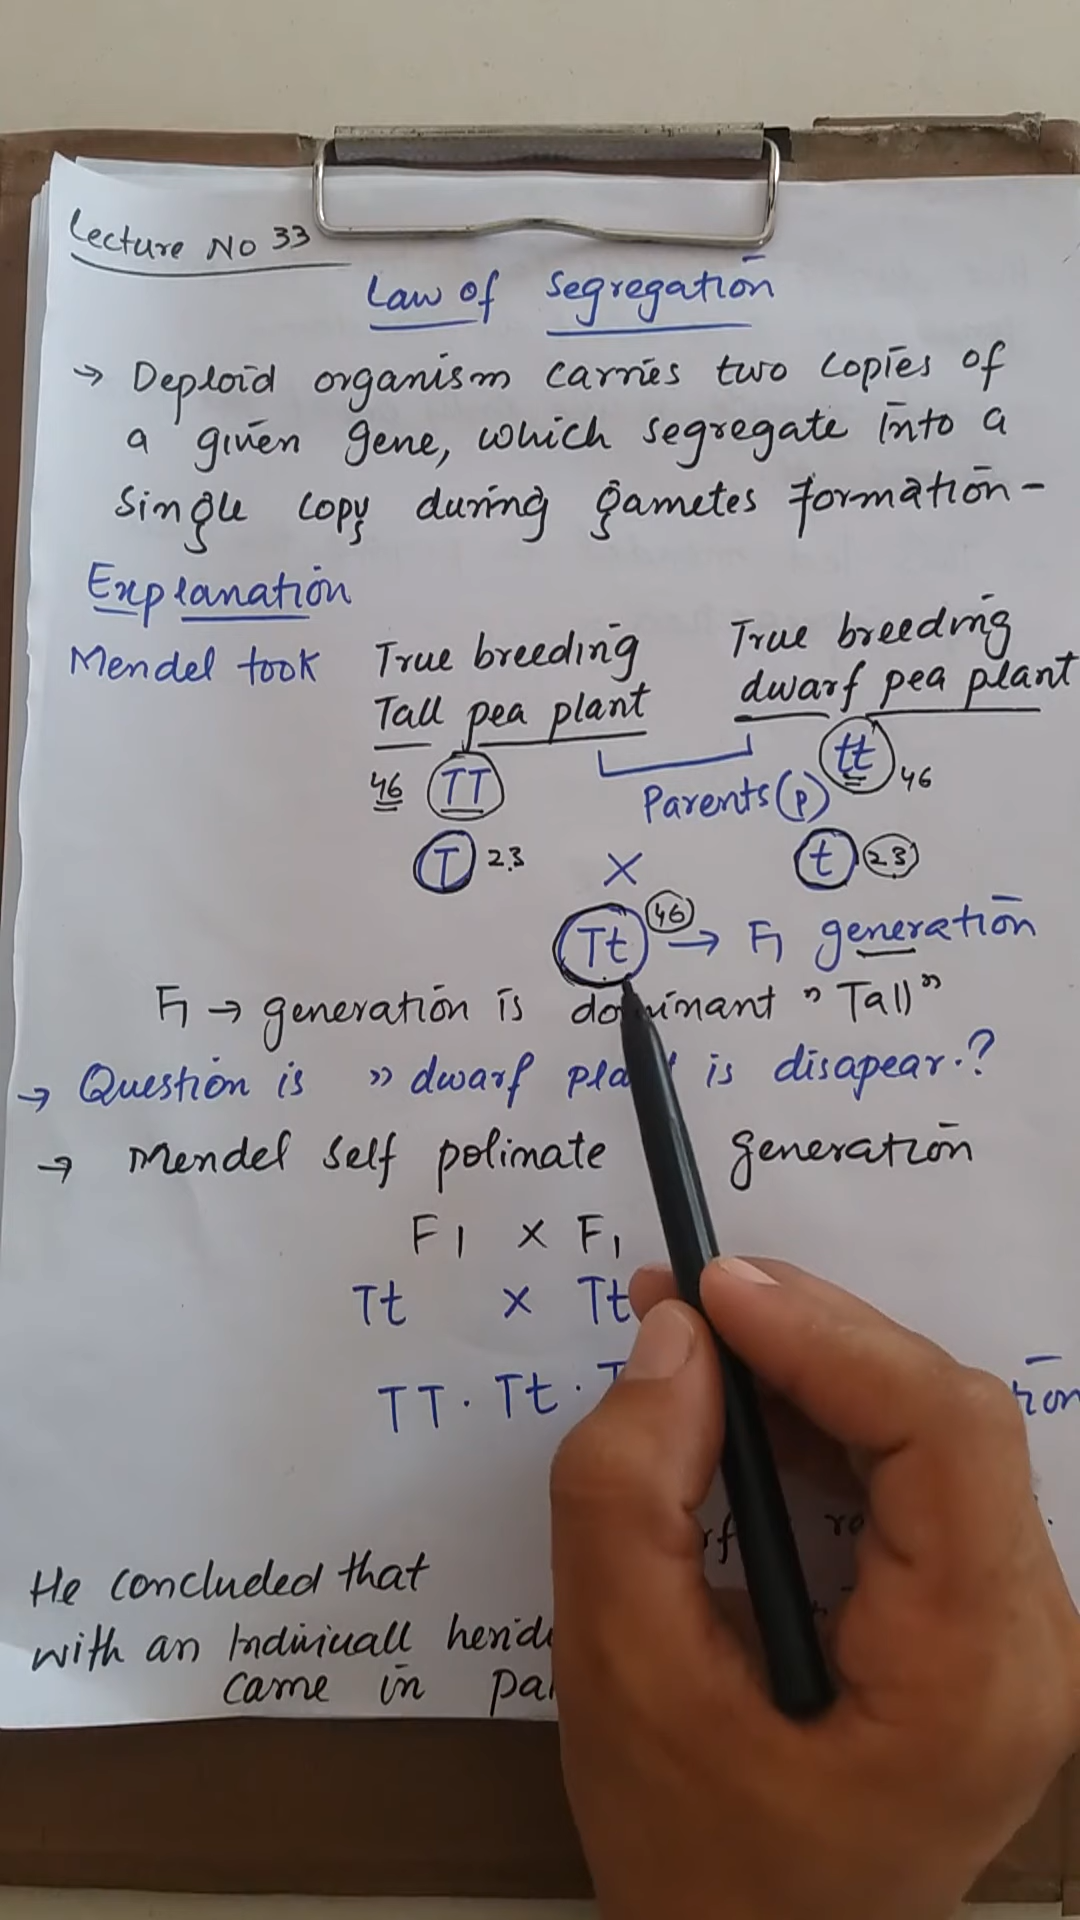 Lecture No 33
Law of Segregation
→ Deploid organism carries two copies of
a given gene, which segregate into a
single copy during gametes formation-
Explanation
Mendel took True breeding Tall pea plant
True breeding dwarf pea plant
46 TT tt 46
Parents (p)
T 23 × t 23
Tt 46 → F1 generation
F1 → generation is dominant " Tall"
→ Question is " dwarf is disapear.?
→ Mendel self polinate generation
F1 × F1
Tt × Tt
TT . Tt .
He concluded that
with an Indiviuall
came in